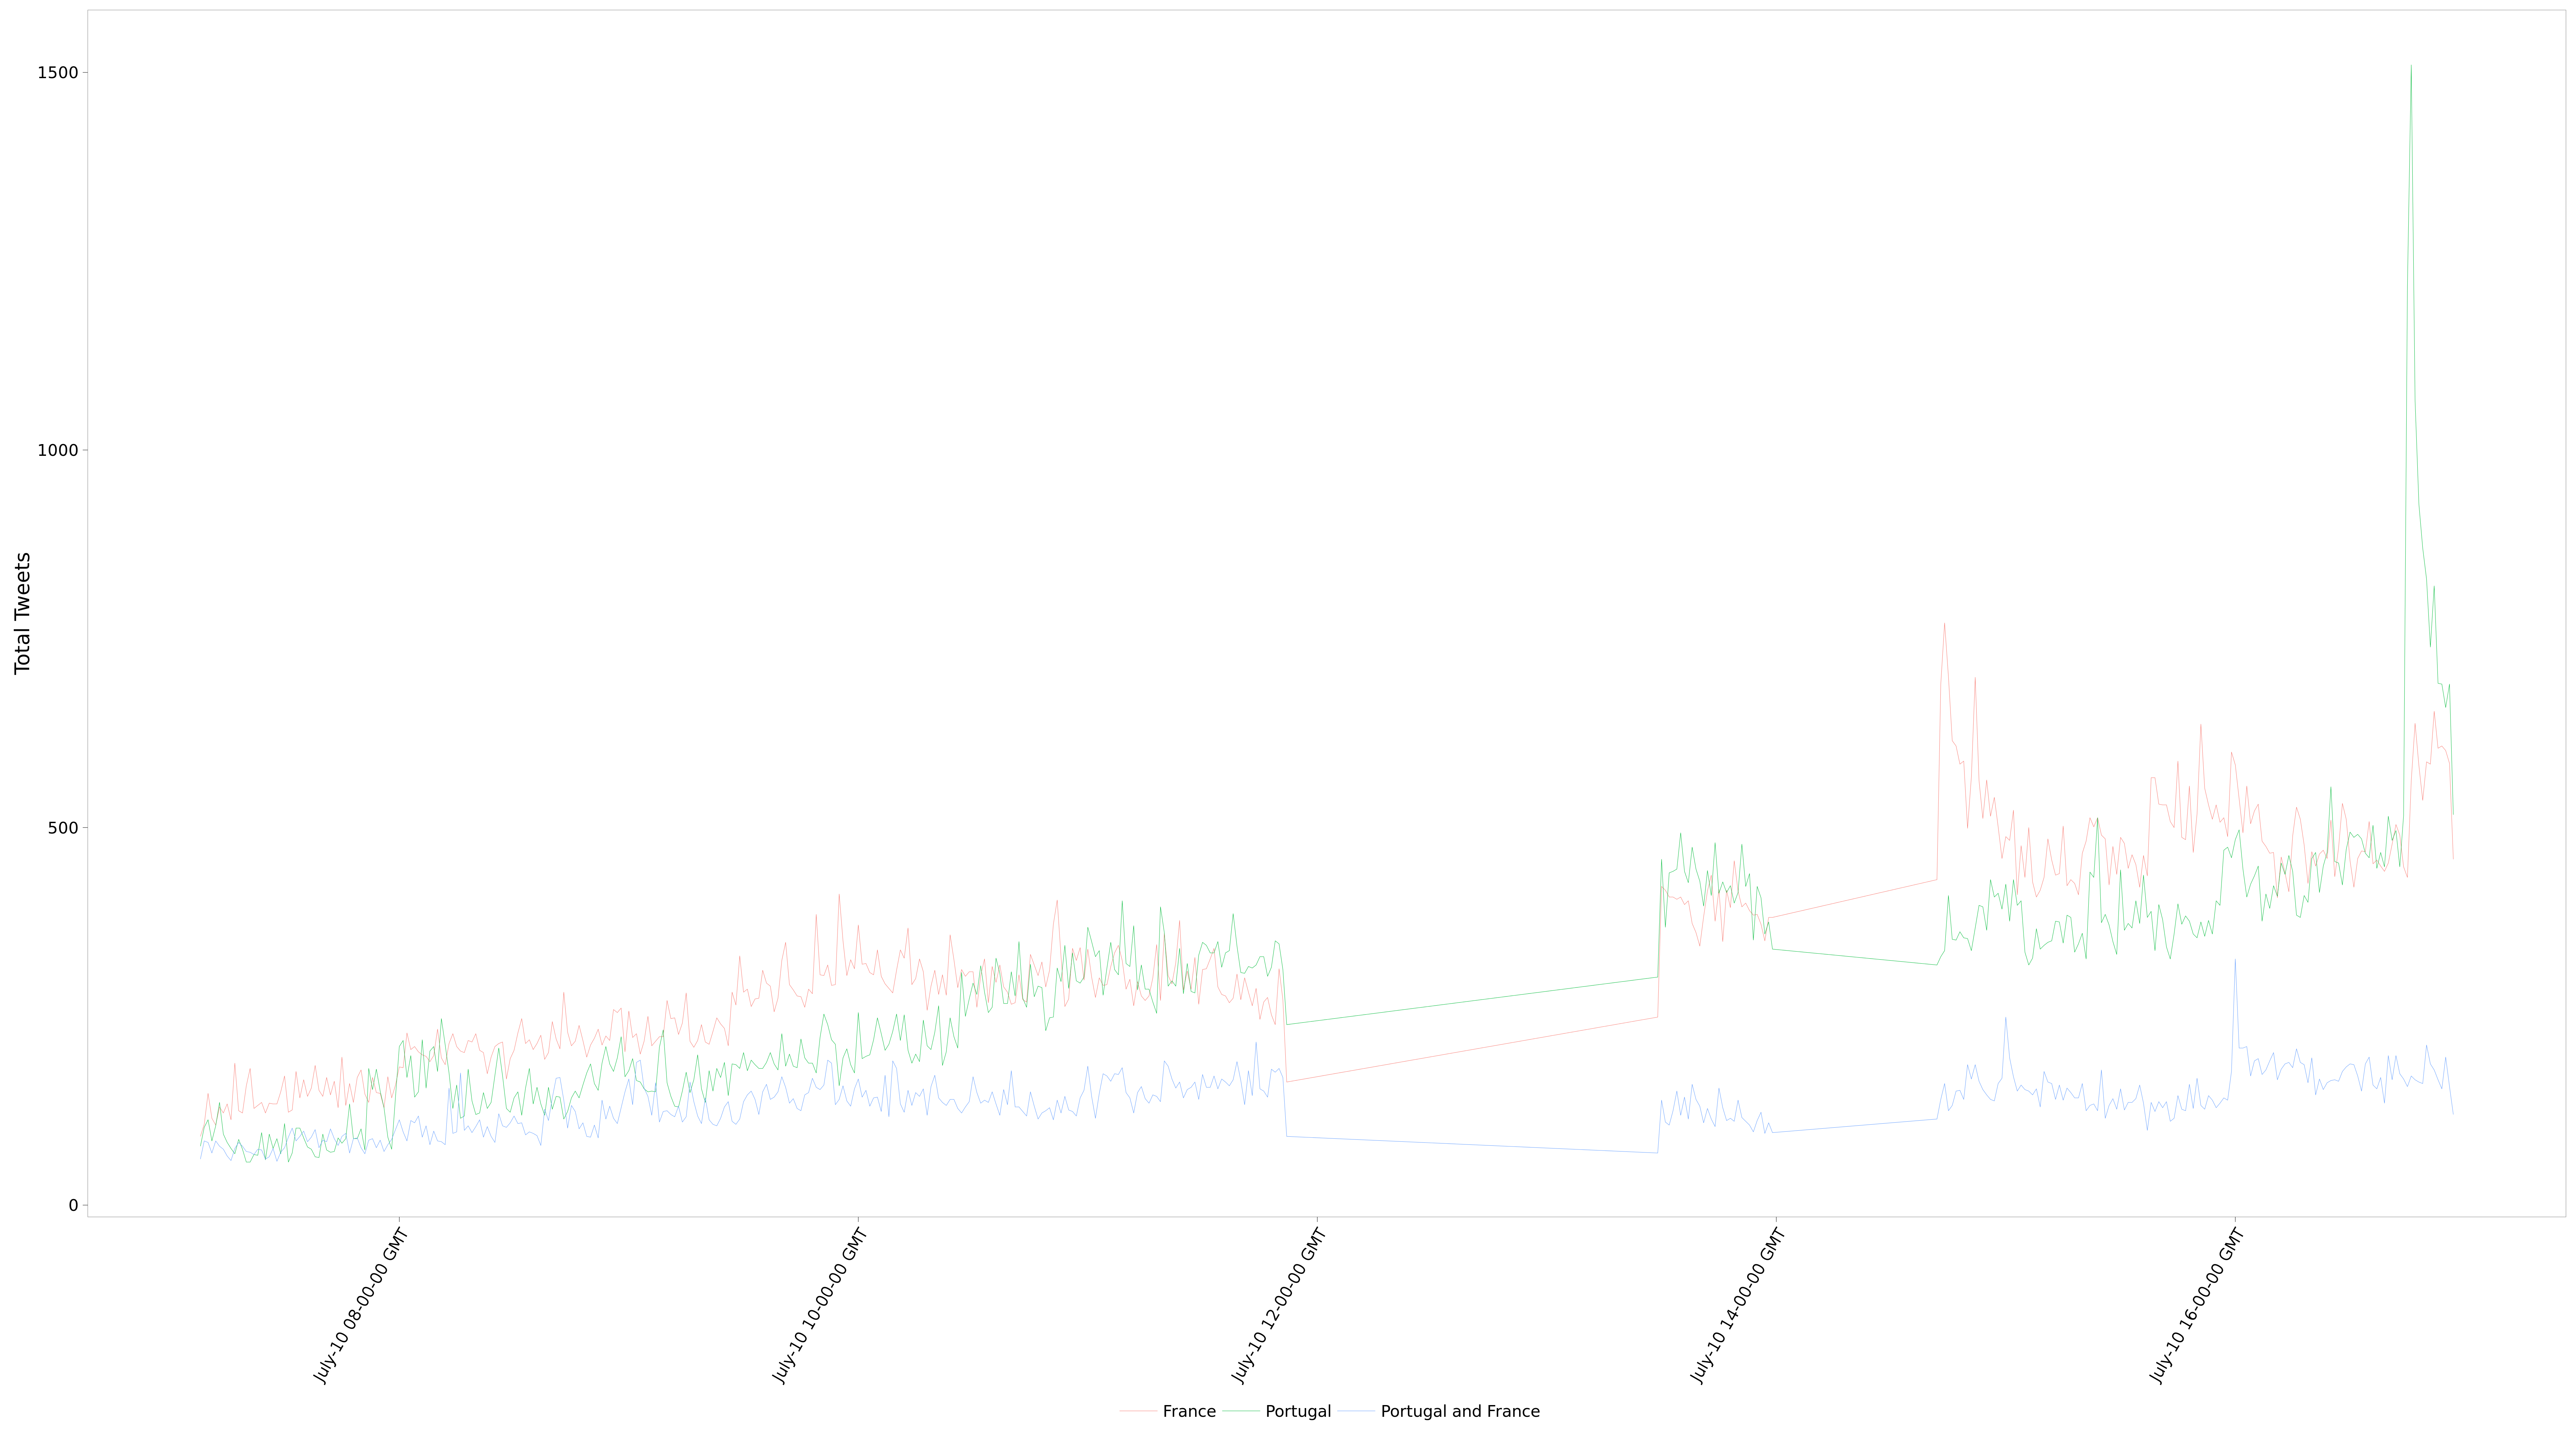 Total Tweets
1500
1000
500
0
July-10 08-00-00 GMT
July-10 10-00-00 GMT
July-10 12-00-00 GMT
July-10 14-00-00 GMT
July-10 16-00-00 GMT
France Portugal Portugal and France